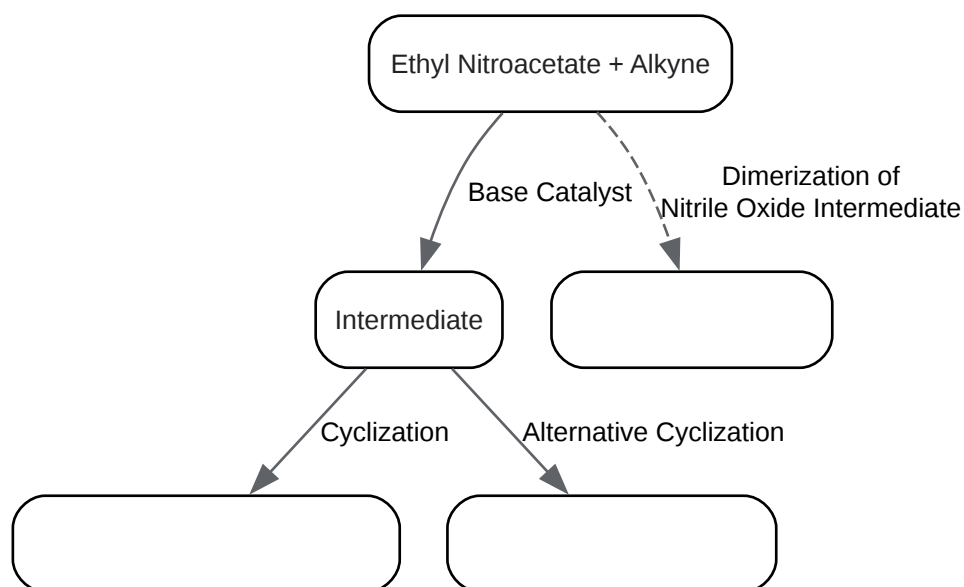 Ethyl Nitroacetate + Alkyne
Base Catalyst
Dimerization of
Nitrile Oxide Intermediate
Intermediate
Cyclization
Alternative Cyclization